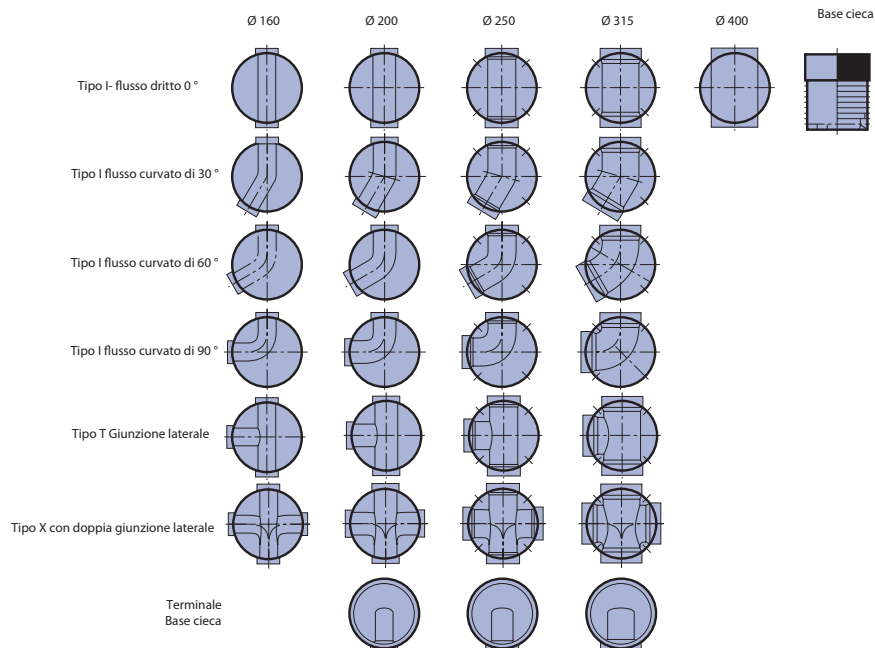 Ø 160
Ø 200
Ø 250
Ø 315
Ø 400
Base cieca
Tipo I- flusso dritto 0 °
Tipo I flusso curvato di 30 °
Tipo I flusso curvato di 60 °
Tipo I flusso curvato di 90 °
Tipo T Giunzione laterale
Tipo X con doppia giunzione laterale
Terminale
Base cieca